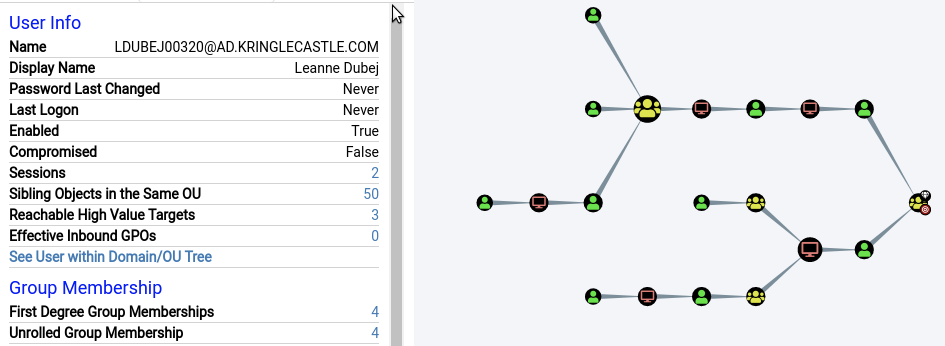 User Info
Name LDUBEJ00320@AD.KRINGLECASTLE.COM
Display Name Leanne Dubej
Password Last Changed Never
Last Logon Never
Enabled True
Compromised False
Sessions 2
Sibling Objects in the Same OU 50
Reachable High Value Targets 3
Effective Inbound GPOs 0
See User within Domain/OU Tree
Group Membership
First Degree Group Memberships 4
Unrolled Group Membership 4